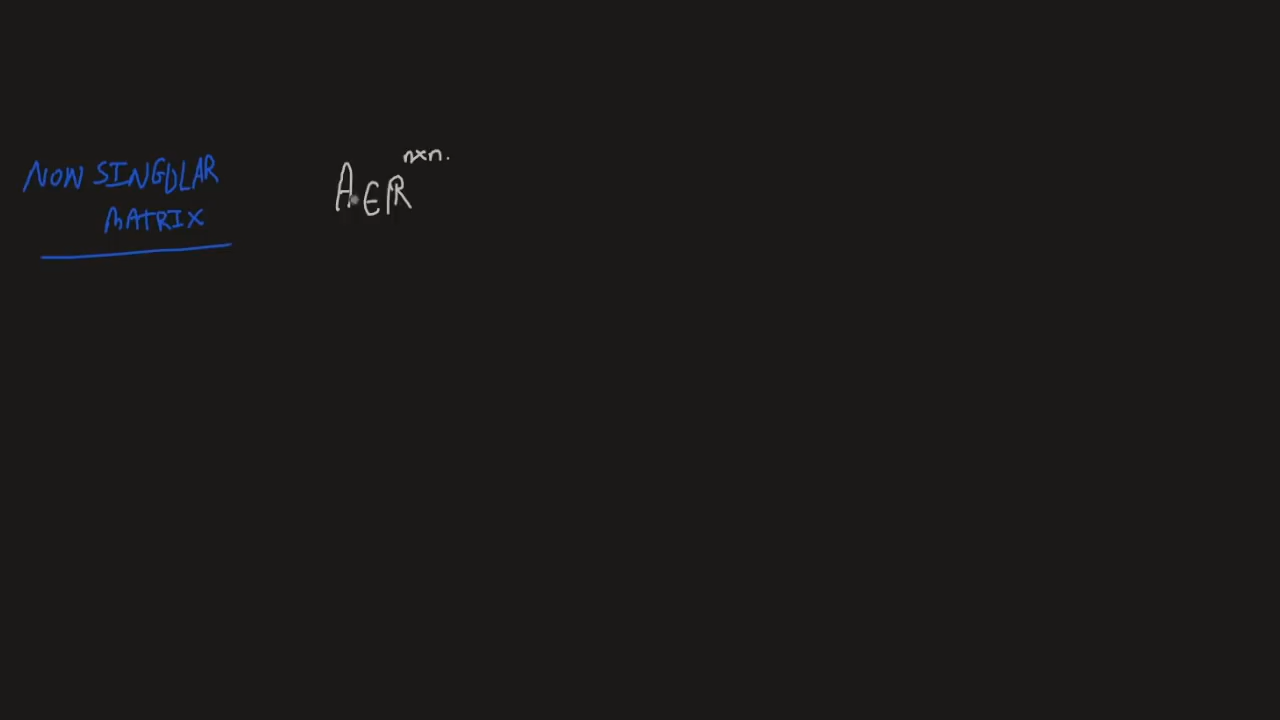 NON SINGULAR
MATRIX
A ∈ ℝ^{n×n}.